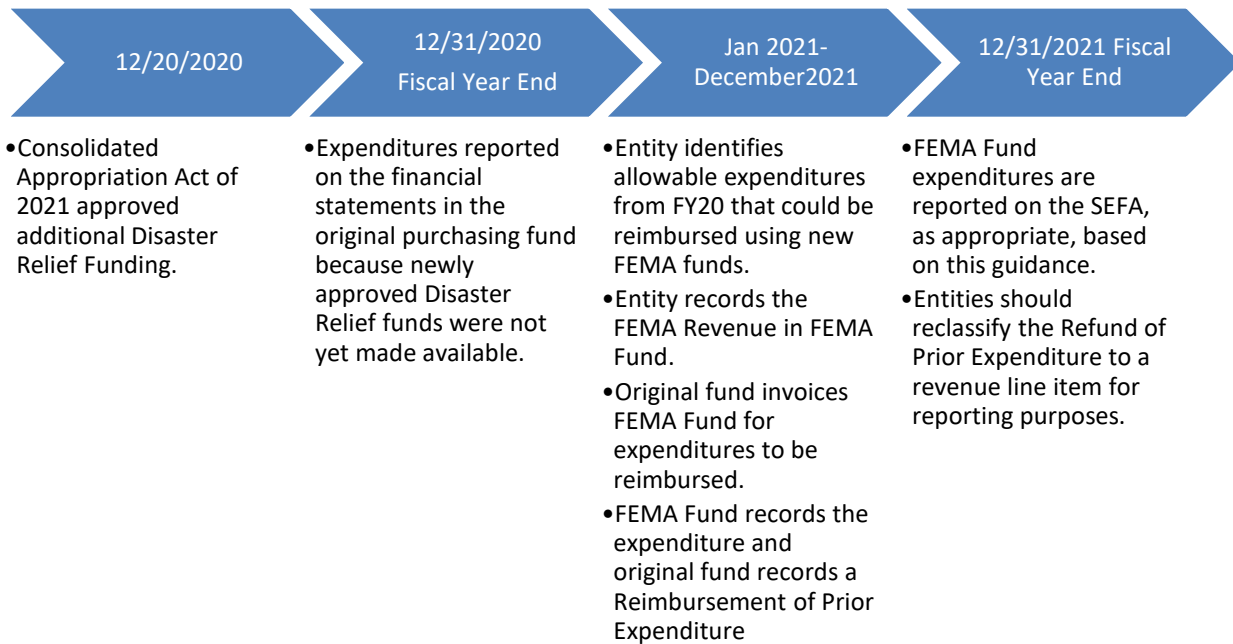 12/20/2020
•Consolidated
Appropriation Act of
2021 approved
additional Disaster
Relief Funding.
12/31/2020
Fiscal Year End
•Expenditures reported
on the financial
statements in the
original purchasing fund
because newly
approved Disaster
Relief funds were not
yet made available.
Jan 2021-
December2021
•Entity identifies
allowable expenditures
from FY20 that could be
reimbursed using new
FEMA funds.
•Entity records the
FEMA Revenue in FEMA
Fund.
•Original fund invoices
FEMA Fund for
expenditures to be
reimbursed.
•FEMA Fund records the
expenditure and
original fund records a
Reimbursement of Prior
Expenditure
12/31/2021 Fiscal
Year End
•FEMA Fund
expenditures are
reported on the SEFA,
as appropriate, based
on this guidance.
•Entities should
reclassify the Refund of
Prior Expenditure to a
revenue line item for
reporting purposes.